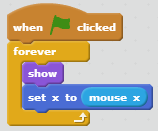 when clicked
forever
show
set x to mouse x